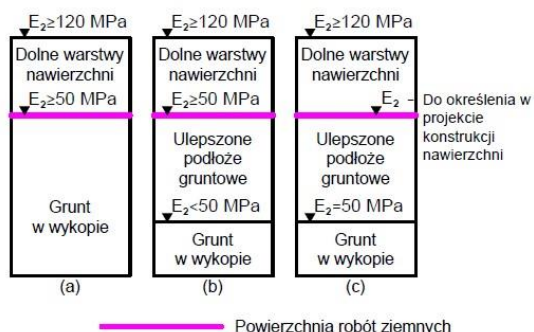 E₂≥120 MPa
Dolne warstwy
nawierzchni
E₂≥50 MPa
Grunt
w wykopie
(a)
E₂≥120 MPa
Dolne warstwy
nawierzchni
E₂≥50 MPa
Ulepszone
podłoże
gruntowe
E₂<50 MPa
Grunt
w wykopie
(b)
E₂≥120 MPa
Dolne warstwy
nawierzchni
E₂ - Do określenia w
projekcie
konstrukcji
nawierzchni
Ulepszone
podłoże
gruntowe
E₂=50 MPa
Grunt
w wykopie
(c)
Powierzchnia robót ziemnych